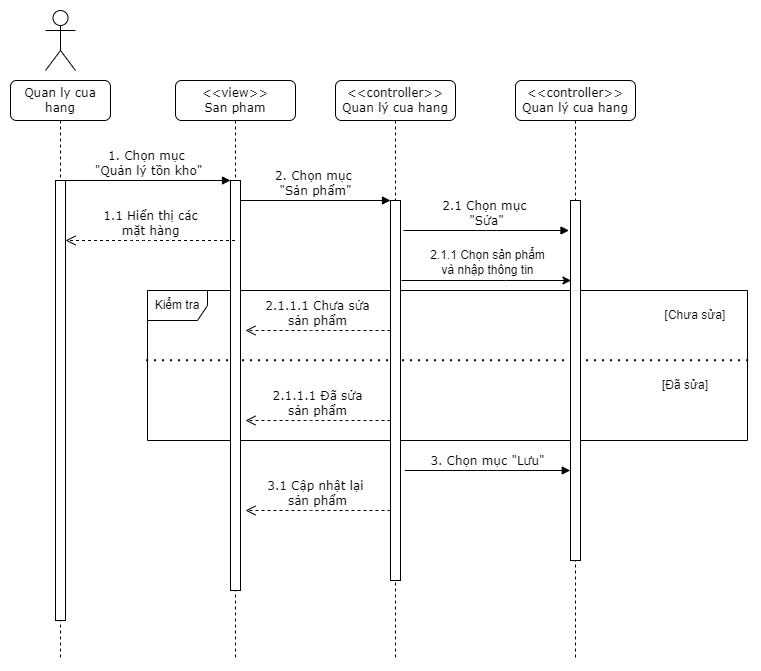 Quan ly cua
hang
<<view>>
San pham
<<controller>>
Quan lý cua hang
<<controller>>
Quan lý cua hang
1. Chọn mục
"Quản lý tồn kho"
2. Chọn mục
"Sản phẩm"
2.1 Chọn mục
"Sửa"
1.1 Hiển thị các
mặt hàng
2.1.1 Chọn sản phẩm
và nhập thông tin
Kiểm tra
2.1.1.1 Chưa sửa
sản phẩm
[Chưa sửa]
2.1.1.1 Đã sửa
sản phẩm
[Đã sửa]
3. Chọn mục "Lưu"
3.1 Cập nhật lại
sản phẩm